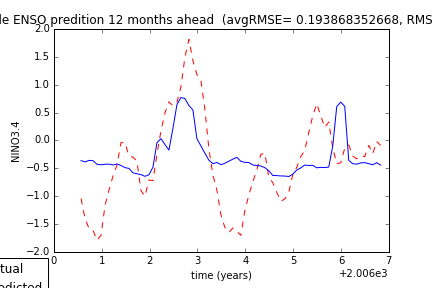 ENSO predition 12 months ahead (avgRMSE= 0.193868352668, RMS
2.0
1.5
1.0
0.5
0.0
−0.5
−1.0
−1.5
−2.0
NINO3.4
0 1 2 3 4 5 6 7
time (years)
+2.006e3
tual
edicted